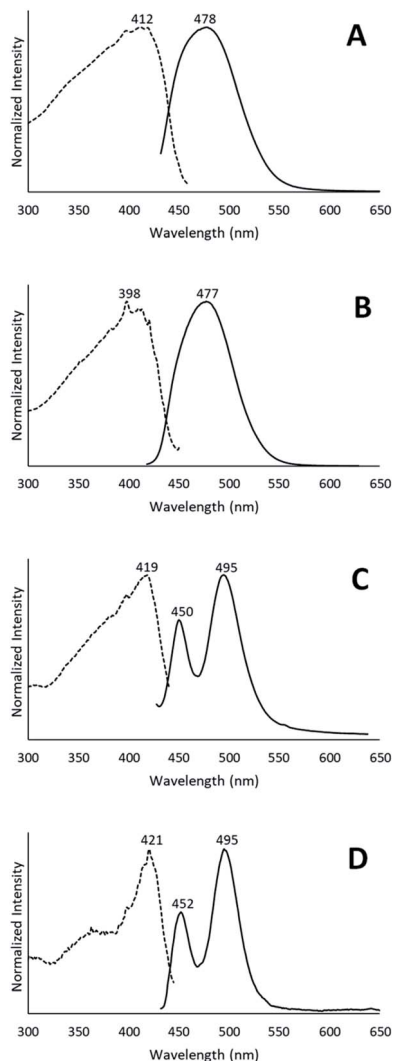 412 478
A
Normalized Intensity
300 350 400 450 500 550 600 650
Wavelength (nm)
398 477
B
Normalized Intensity
300 350 400 450 500 550 600 650
Wavelength (nm)
419 450 495
C
Normalized Intensity
300 350 400 450 500 550 600 650
Wavelength (nm)
421 452 495
D
Normalized Intensity
300 350 400 450 500 550 600 650
Wavelength (nm)